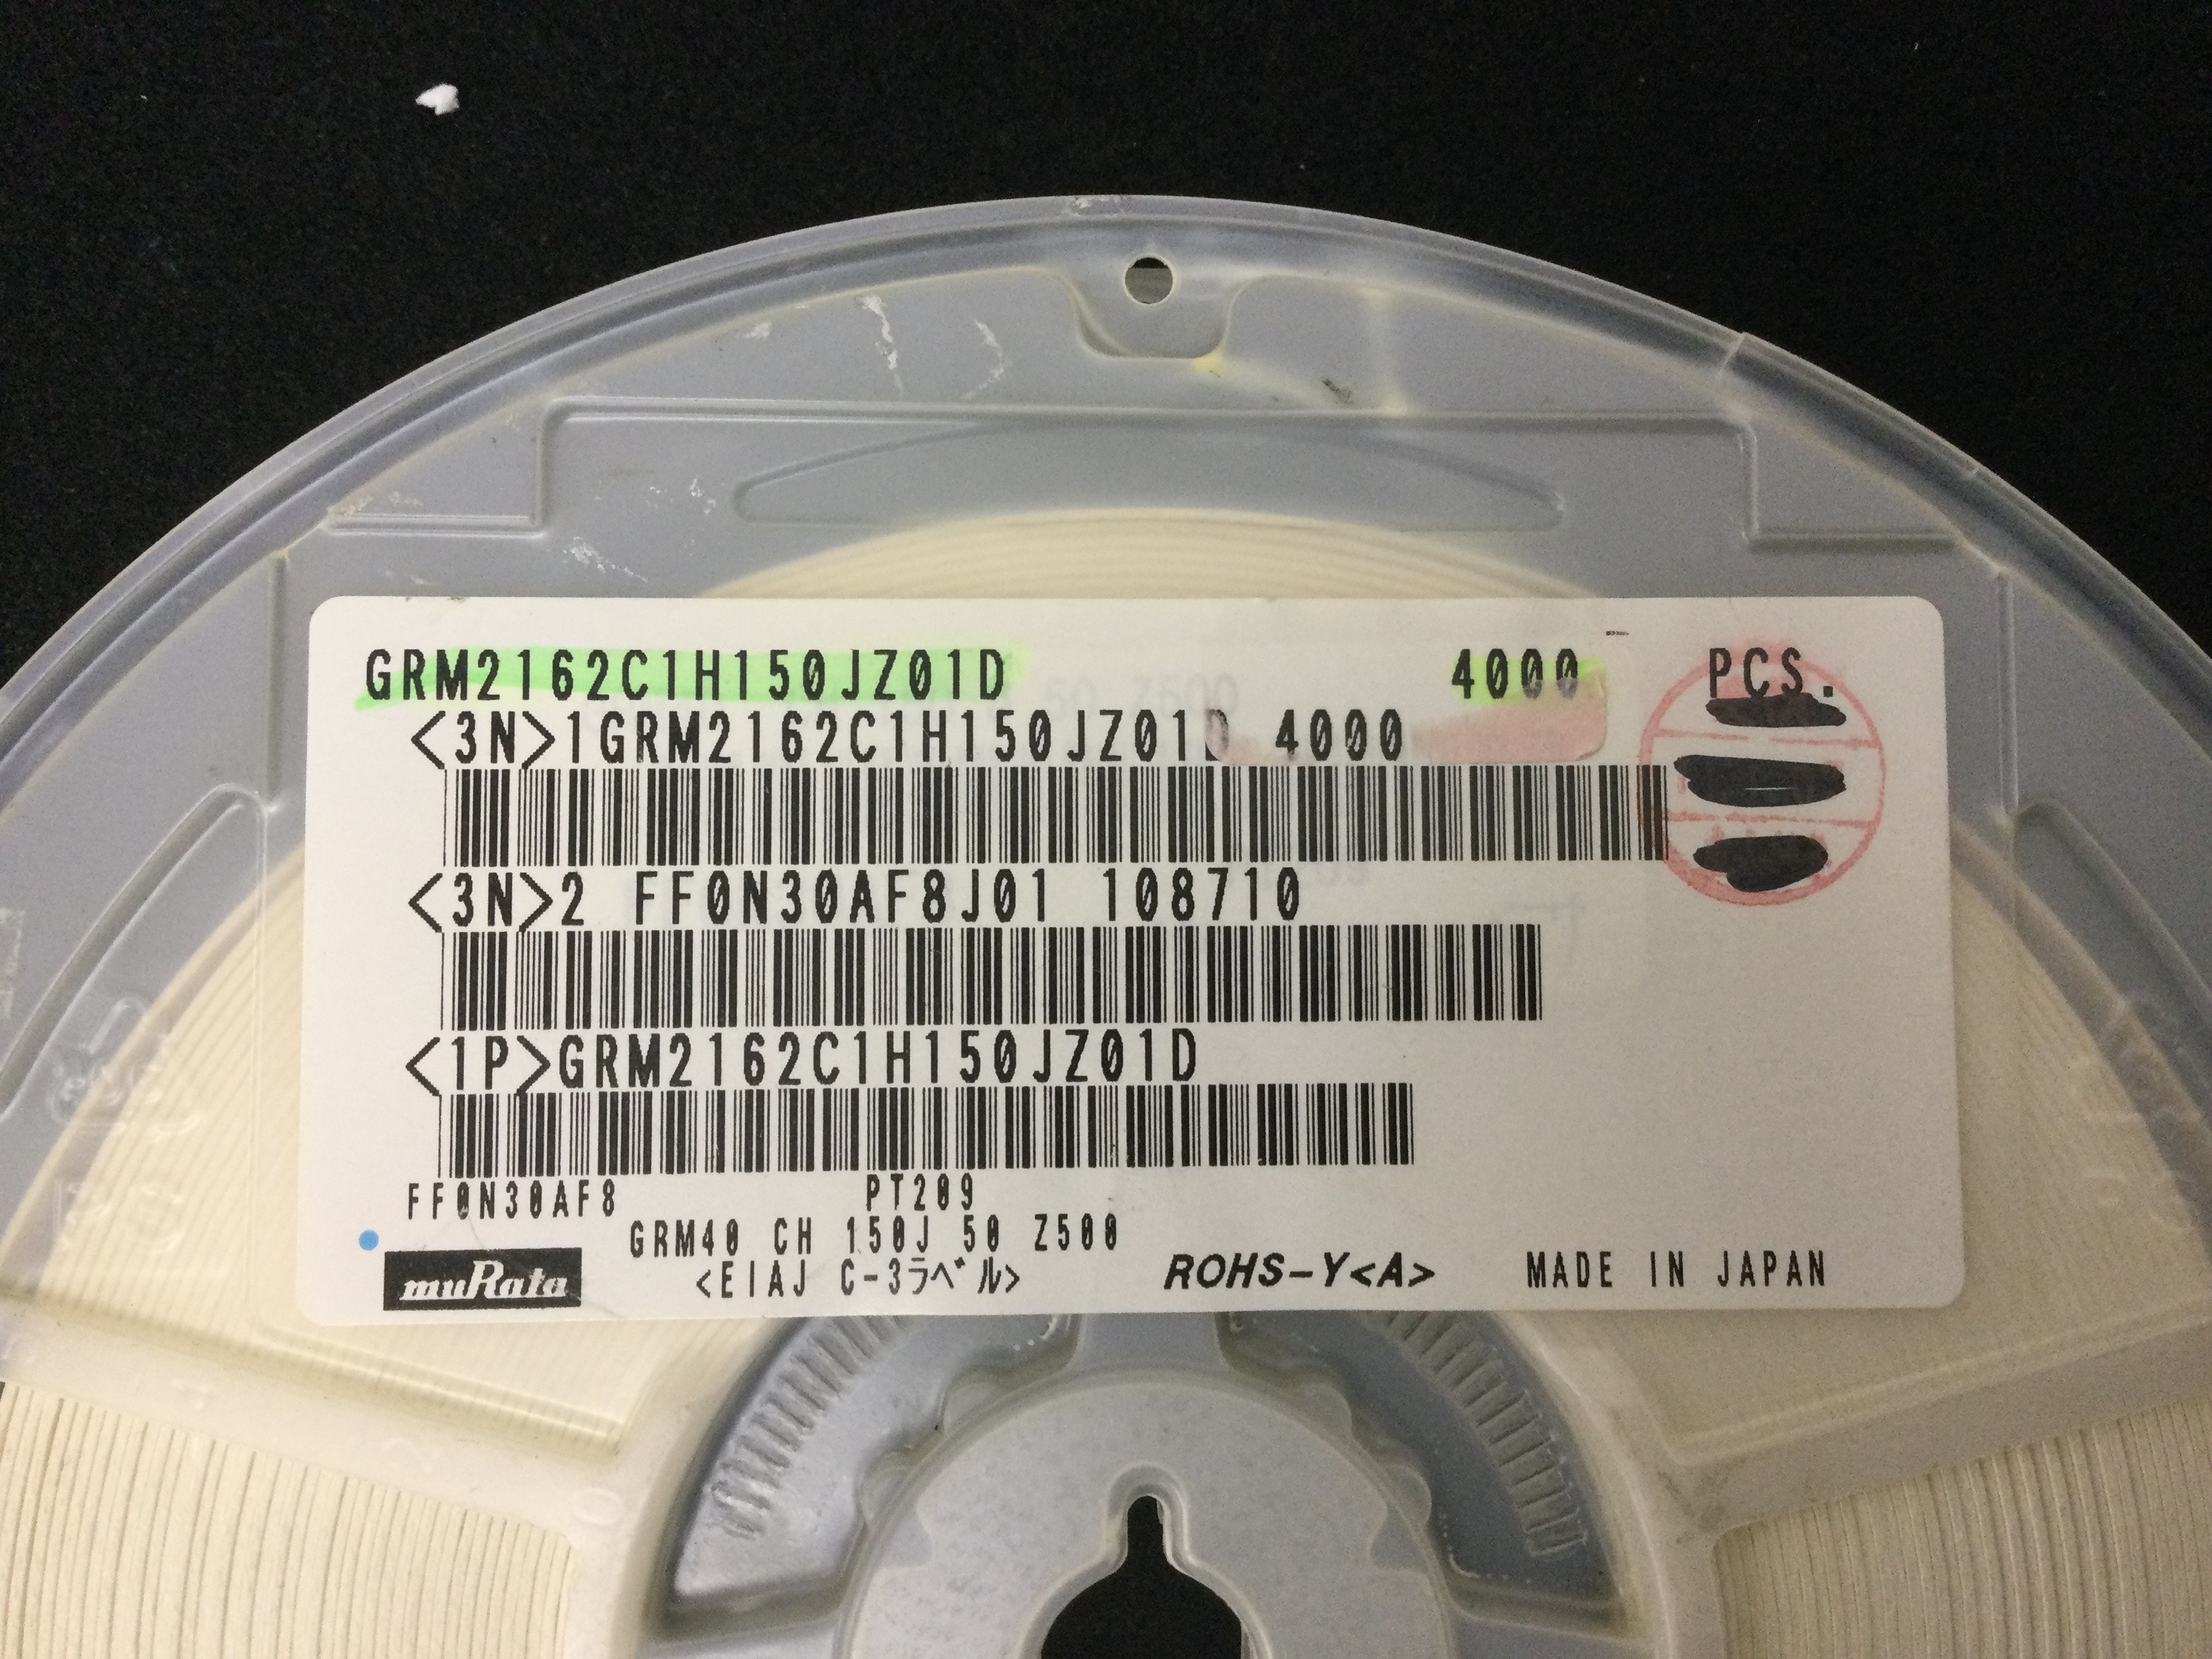 GRM2162C1H150JZ01D 4000 PCS.
<3N>1GRM2162C1H150JZ01D 4000
<3N>2 FF0N30AF8J01 108710
<1P>GRM2162C1H150JZ01D
FF0N30AF8 PT209
GRM40 CH 150J 50 Z500
muRata <EIAJ C-3ラベル> ROHS-Y<A> MADE IN JAPAN